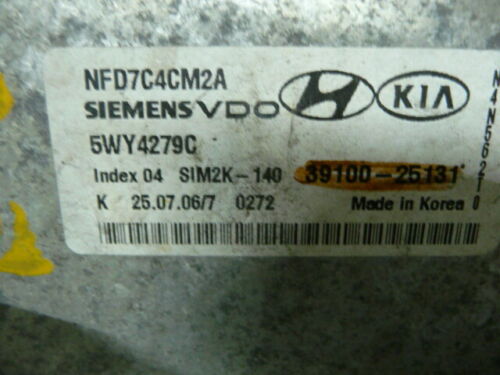 NFD7C4CM2A
SIEMENS VDO KIA
5WY4279C
Index 04 SIM2K-140 39100-25131
K 25.07.06/7 0272 Made in Korea
N4N56210